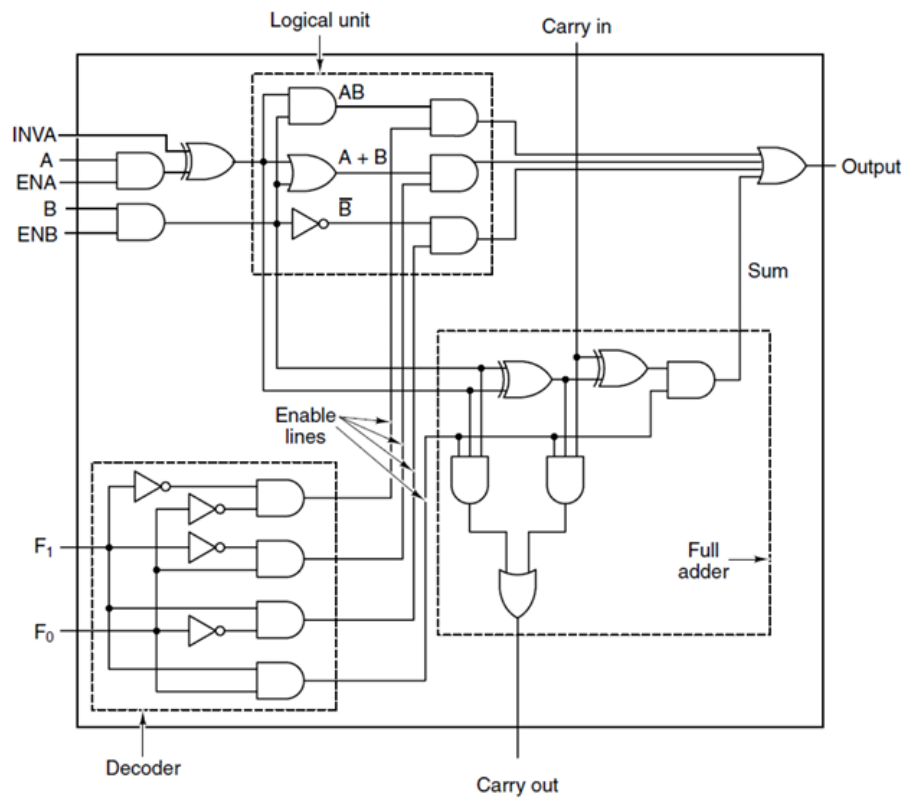 Logical unit
Carry in
AB
INVA
A
A + B
ENA
Output
B
B̅
ENB
Sum
Enable
lines
F₁
Full
adder
F₀
Decoder
Carry out